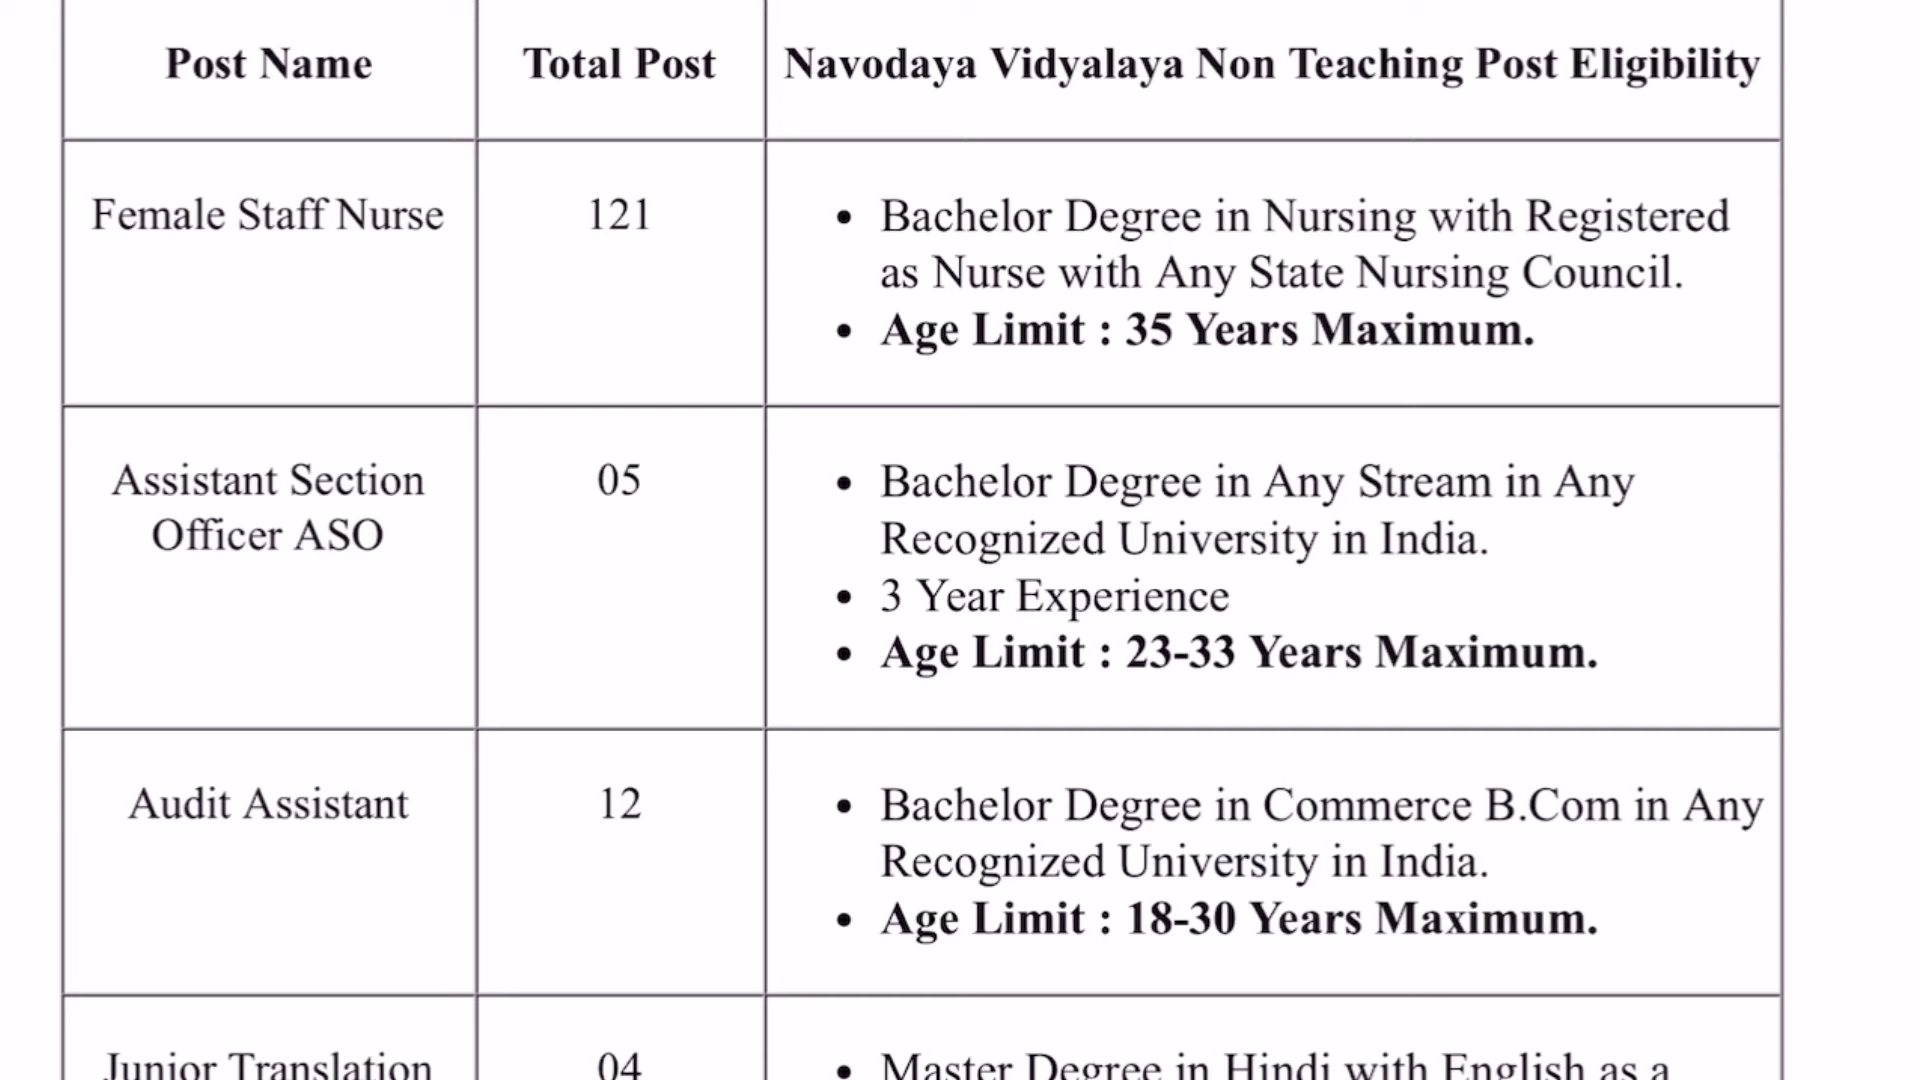 Post Name Total Post Navodaya Vidyalaya Non Teaching Post Eligibility
Female Staff Nurse 121
• Bachelor Degree in Nursing with Registered
as Nurse with Any State Nursing Council.
• Age Limit : 35 Years Maximum.
Assistant Section
Officer ASO
05
• Bachelor Degree in Any Stream in Any
Recognized University in India.
• 3 Year Experience
• Age Limit : 23-33 Years Maximum.
Audit Assistant 12
• Bachelor Degree in Commerce B.Com in Any
Recognized University in India.
• Age Limit : 18-30 Years Maximum.
Junior Translation 04
• Master Degree in Hindi with English as a